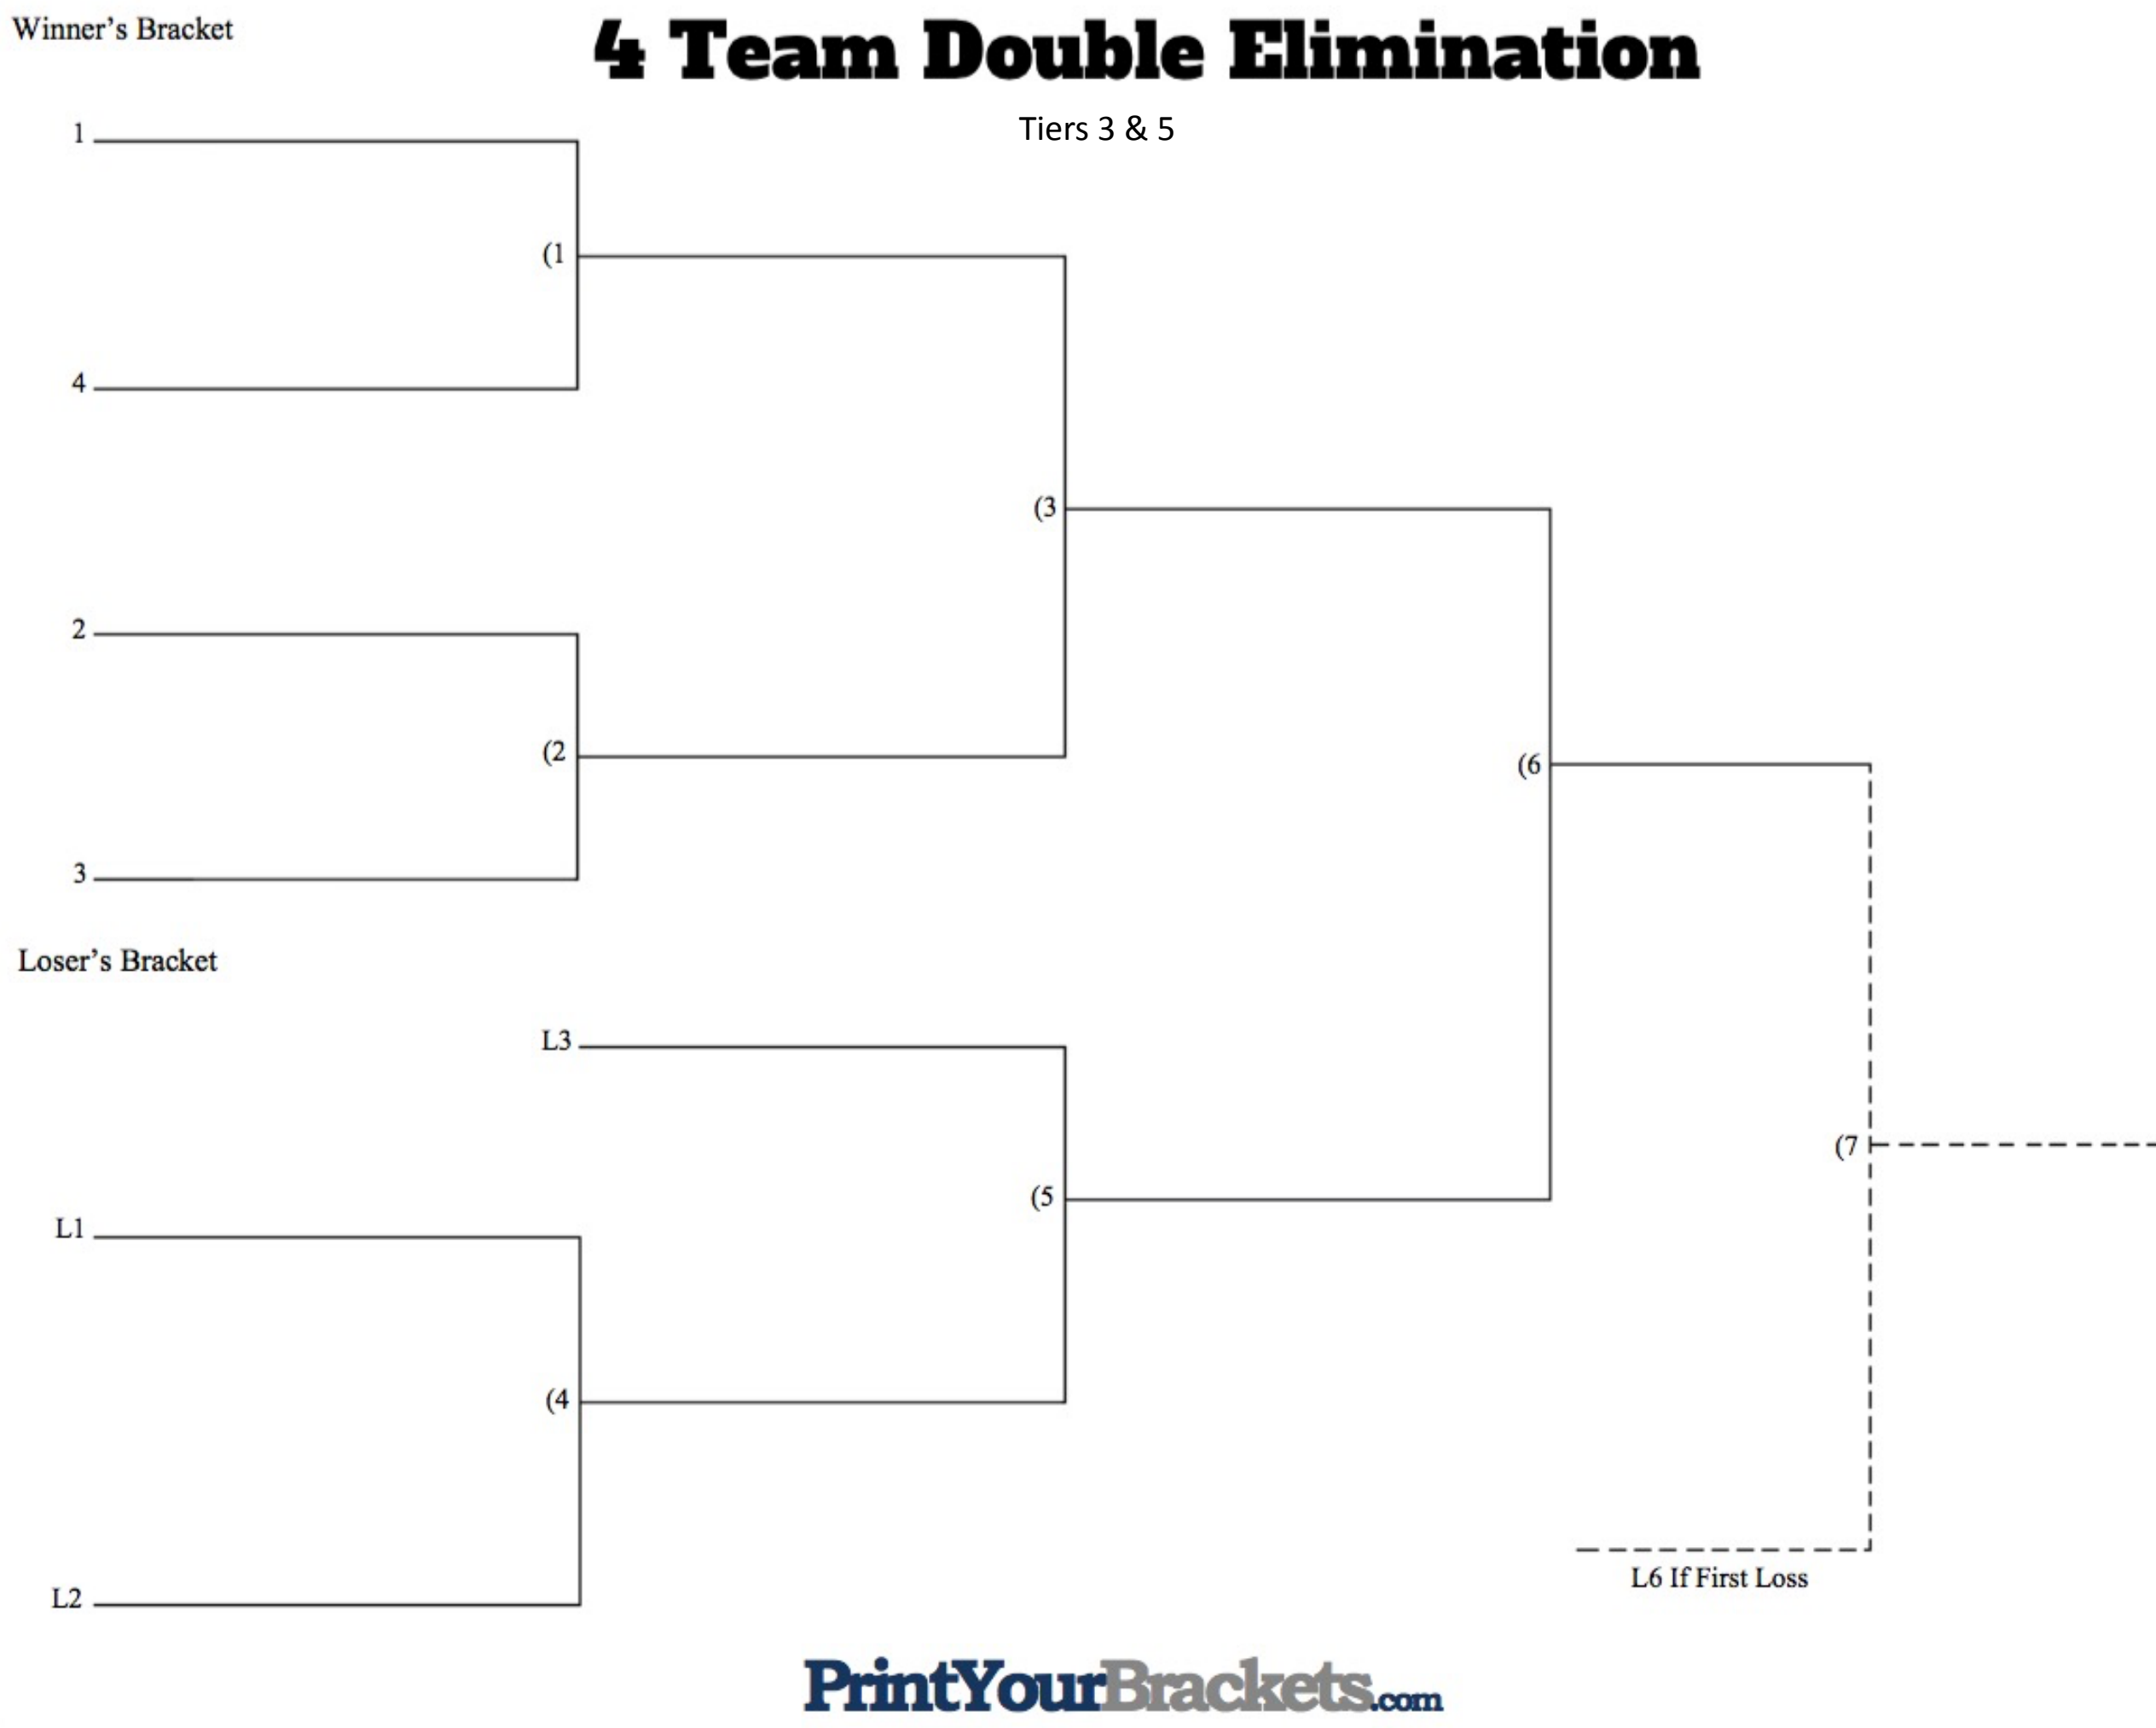 Winner’s Bracket
4 Team Double Elimination
Tiers 3 & 5
1
(1
4
(3
2
(2
(6
3
Loser’s Bracket
L3
(7
(5
L1
(4
L6 If First Loss
L2
PrintYourBrackets.com